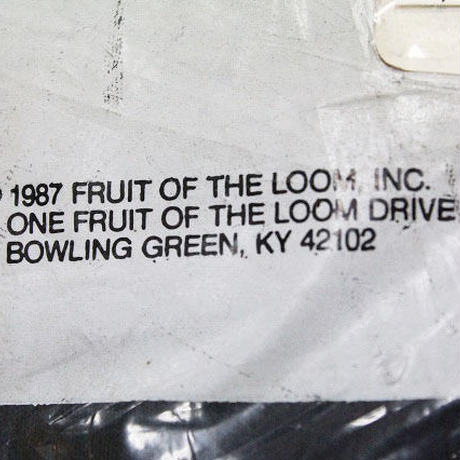 © 1987 FRUIT OF THE LOOM, INC.
ONE FRUIT OF THE LOOM DRIVE
BOWLING GREEN, KY 42102